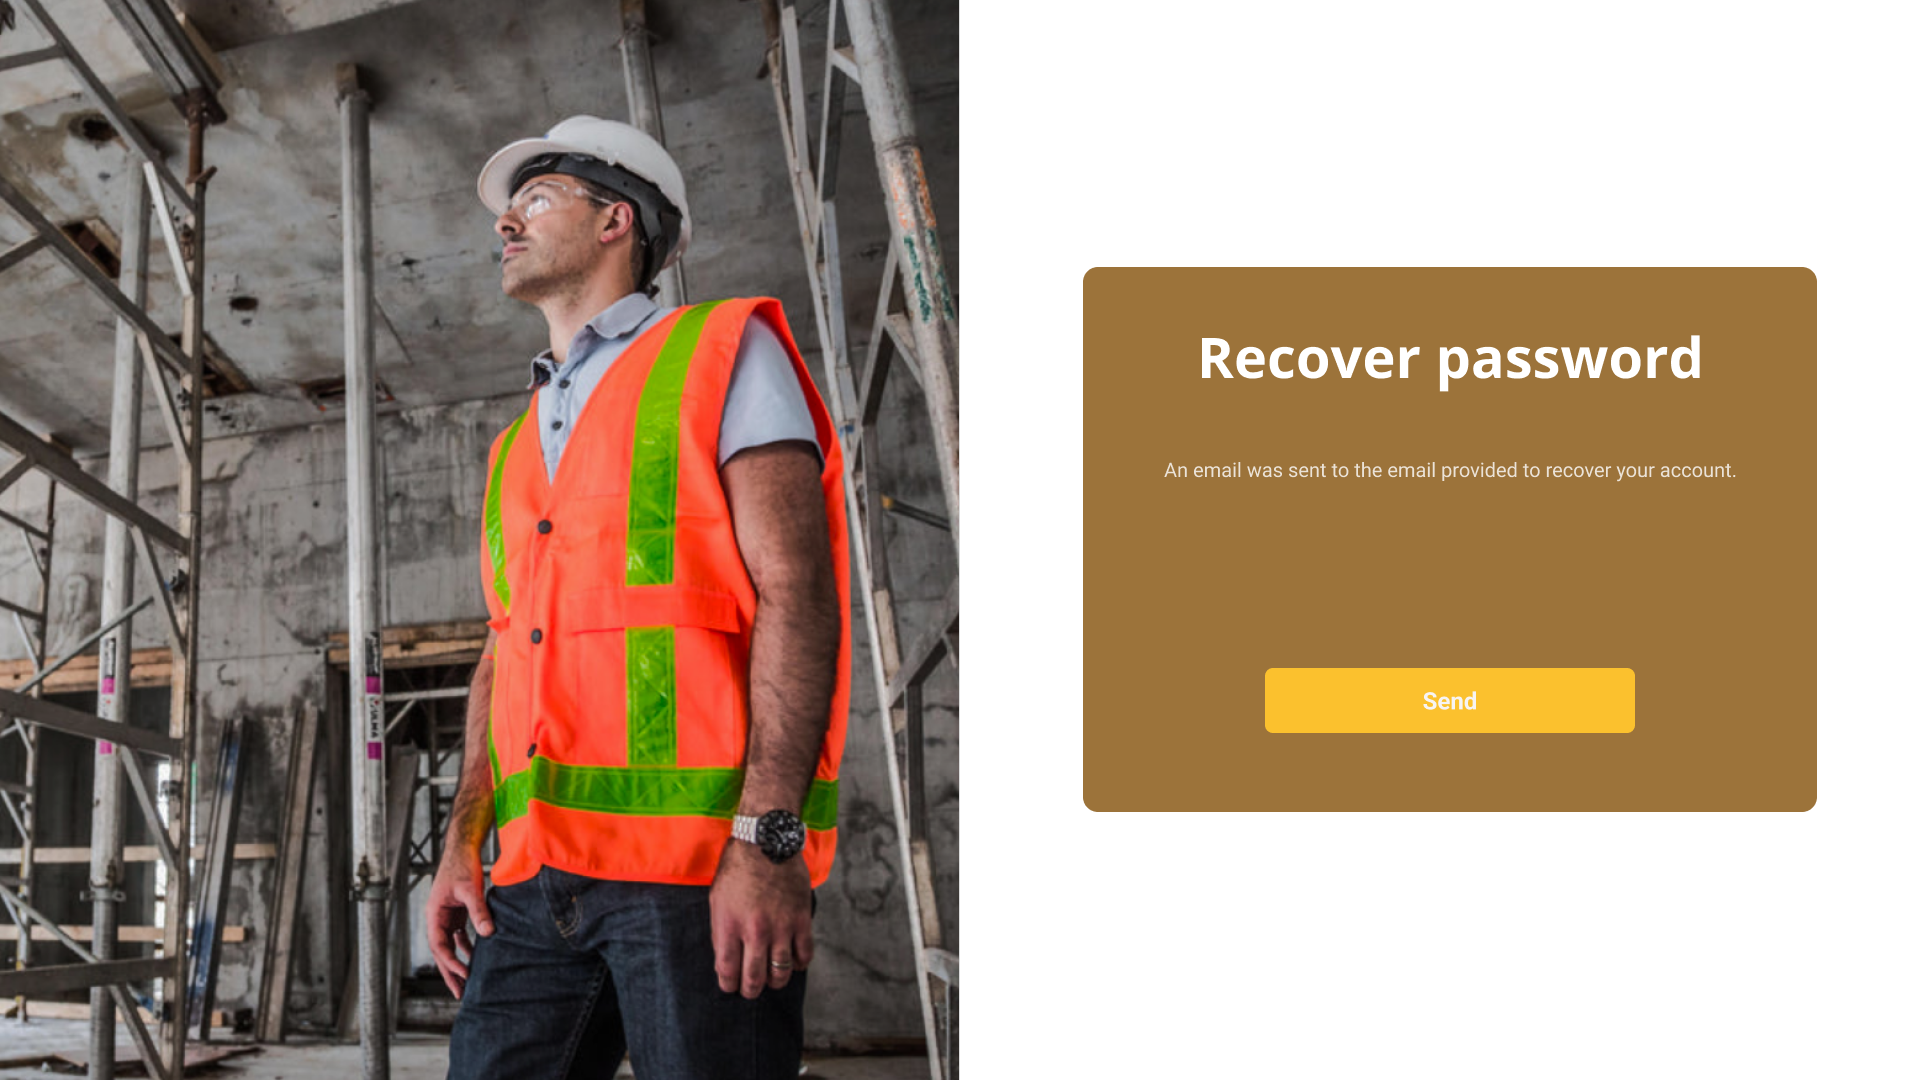 Recover password
An email was sent to the email provided to recover your account.
Send